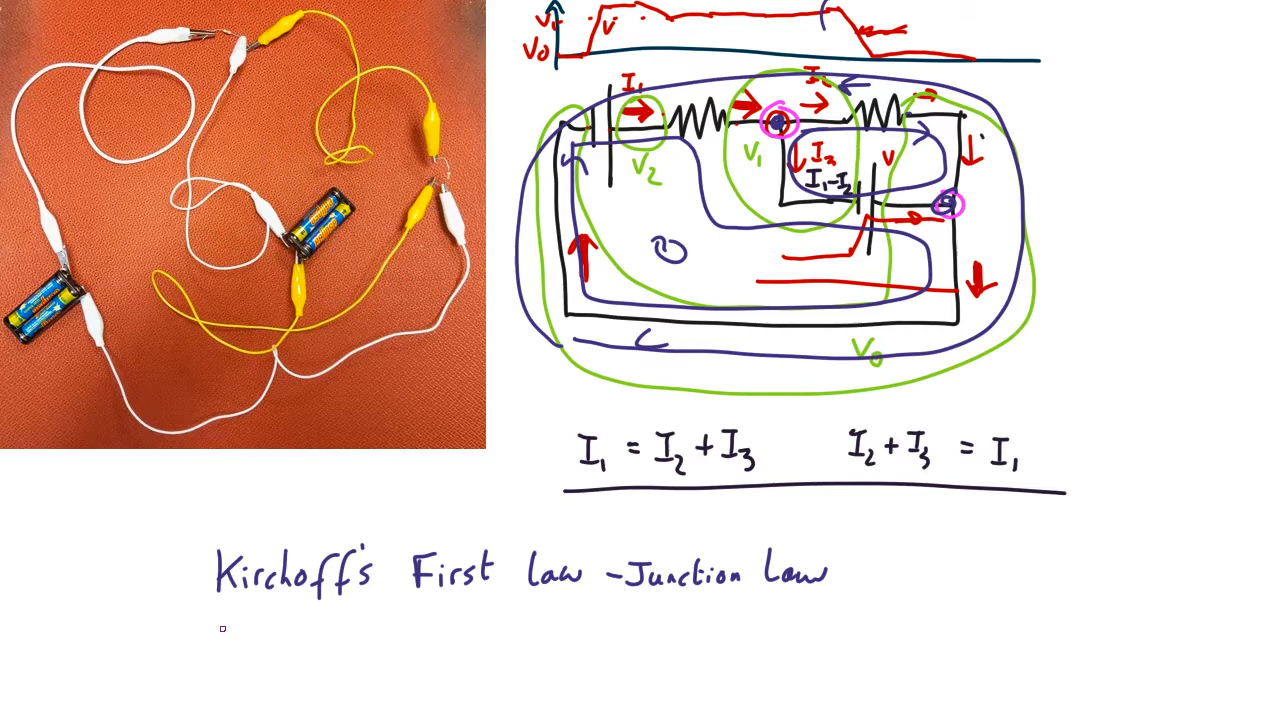 V₁ V
V₀
I₁ I₂
V₂ V₁ I₃ V
I₁-I₂
V₀
I₁ = I₂ + I₃ I₂ + I₃ = I₁
Kirchoff's First law - Junction Law